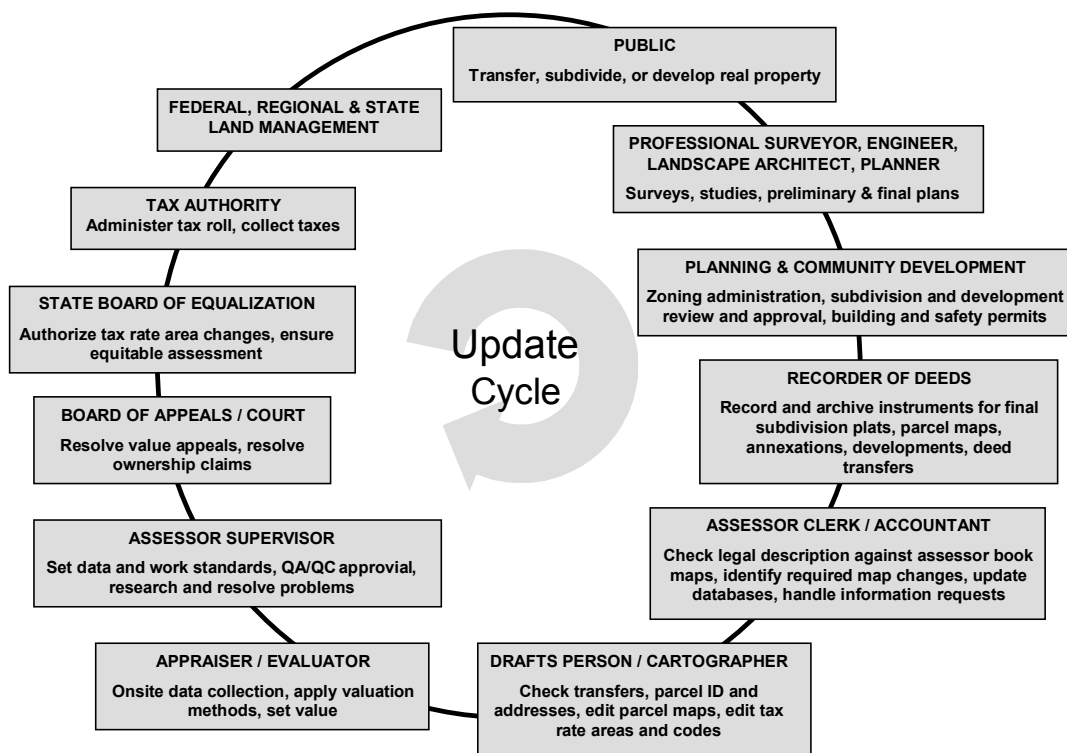 PUBLIC
Transfer, subdivide, or develop real property
PROFESSIONAL SURVEYOR, ENGINEER,
LANDSCAPE ARCHITECT, PLANNER
Surveys, studies, preliminary & final plans
PLANNING & COMMUNITY DEVELOPMENT
Zoning administration, subdivision and development
review and approval, building and safety permits
RECORDER OF DEEDS
Record and archive instruments for final
subdivision plats, parcel maps,
annexations, developments, deed
transfers
ASSESSOR CLERK / ACCOUNTANT
Check legal description against assessor book
maps, identify required map changes, update
databases, handle information requests
DRAFTS PERSON / CARTOGRAPHER
Check transfers, parcel ID and
addresses, edit parcel maps, edit tax
rate areas and codes
APPRAISER / EVALUATOR
Onsite data collection, apply valuation
methods, set value
ASSESSOR SUPERVISOR
Set data and work standards, QA/QC approvial,
research and resolve problems
BOARD OF APPEALS / COURT
Resolve value appeals, resolve
ownership claims
STATE BOARD OF EQUALIZATION
Authorize tax rate area changes, ensure
equitable assessment
TAX AUTHORITY
Administer tax roll, collect taxes
FEDERAL, REGIONAL & STATE
LAND MANAGEMENT
Update
Cycle